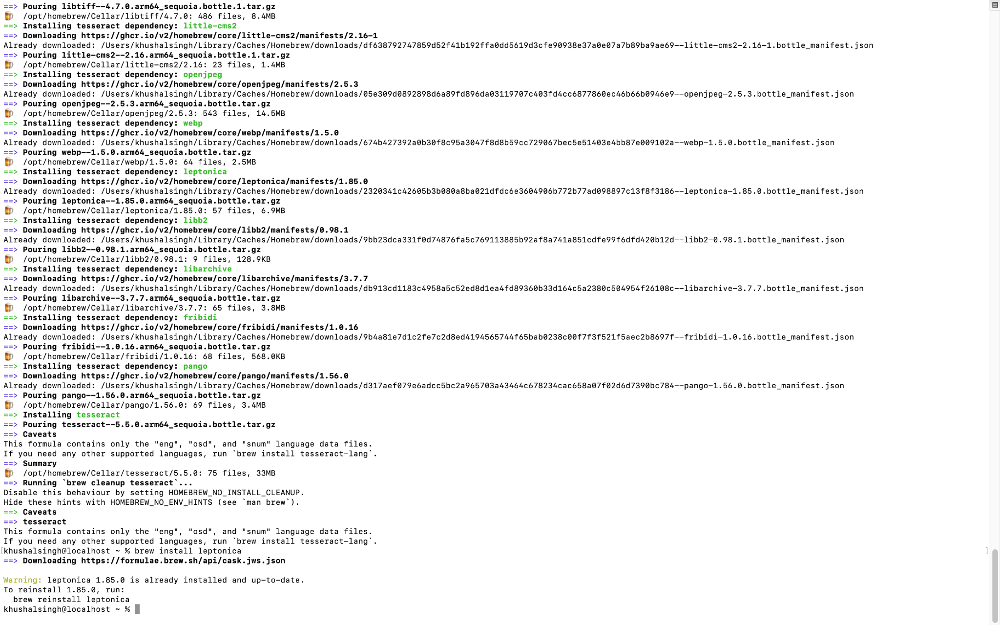 ==> Pouring libtiff--4.7.0.arm64_sequoia.bottle.1.tar.gz
🍺  /opt/homebrew/Cellar/libtiff/4.7.0: 486 files, 8.4MB
==> Installing tesseract dependency: little-cms2
==> Downloading https://ghcr.io/v2/homebrew/core/little-cms2/manifests/2.16-1
Already downloaded: /Users/khushalsingh/Library/Caches/Homebrew/downloads/df638792747859d52f41b192ffa0dd5619d3cfe90938e37a0e07a7b89ba9ae69--little-cms2-2.16-1.bottle_manifest.json
==> Pouring little-cms2--2.16.arm64_sequoia.bottle.1.tar.gz
🍺  /opt/homebrew/Cellar/little-cms2/2.16: 23 files, 1.4MB
==> Installing tesseract dependency: openjpeg
==> Downloading https://ghcr.io/v2/homebrew/core/openjpeg/manifests/2.5.3
Already downloaded: /Users/khushalsingh/Library/Caches/Homebrew/downloads/05e309d0892898d6a89fd896da03119707c403fd4cc6877860ec46b66b0946e9--openjpeg-2.5.3.bottle_manifest.json
==> Pouring openjpeg--2.5.3.arm64_sequoia.bottle.tar.gz
🍺  /opt/homebrew/Cellar/openjpeg/2.5.3: 543 files, 14.5MB
==> Installing tesseract dependency: webp
==> Downloading https://ghcr.io/v2/homebrew/core/webp/manifests/1.5.0
Already downloaded: /Users/khushalsingh/Library/Caches/Homebrew/downloads/674b427392a0b30f8c95a3047f8d8b59cc729067bec5e51403e4bb87e009102a--webp-1.5.0.bottle_manifest.json
==> Pouring webp--1.5.0.arm64_sequoia.bottle.tar.gz
🍺  /opt/homebrew/Cellar/webp/1.5.0: 64 files, 2.5MB
==> Installing tesseract dependency: leptonica
==> Downloading https://ghcr.io/v2/homebrew/core/leptonica/manifests/1.85.0
Already downloaded: /Users/khushalsingh/Library/Caches/Homebrew/downloads/2320341c42605b3b080a8ba021dfdc6e3604906b772b77ad098897c13f8f3186--leptonica-1.85.0.bottle_manifest.json
==> Pouring leptonica--1.85.0.arm64_sequoia.bottle.tar.gz
🍺  /opt/homebrew/Cellar/leptonica/1.85.0: 57 files, 6.9MB
==> Installing tesseract dependency: libb2
==> Downloading https://ghcr.io/v2/homebrew/core/libb2/manifests/0.98.1
Already downloaded: /Users/khushalsingh/Library/Caches/Homebrew/downloads/9bb23dca331f0d74876fa5c769113885b92af8a741a851cdfe99f6dfd420b12d--libb2-0.98.1.bottle_manifest.json
==> Pouring libb2--0.98.1.arm64_sequoia.bottle.tar.gz
🍺  /opt/homebrew/Cellar/libb2/0.98.1: 9 files, 128.9KB
==> Installing tesseract dependency: libarchive
==> Downloading https://ghcr.io/v2/homebrew/core/libarchive/manifests/3.7.7
Already downloaded: /Users/khushalsingh/Library/Caches/Homebrew/downloads/db913cd1183c4958a5c52ed8d1ea4fd89360b33d164c5a2380c504954f26108c--libarchive-3.7.7.bottle_manifest.json
==> Pouring libarchive--3.7.7.arm64_sequoia.bottle.tar.gz
🍺  /opt/homebrew/Cellar/libarchive/3.7.7: 65 files, 3.8MB
==> Installing tesseract dependency: fribidi
==> Downloading https://ghcr.io/v2/homebrew/core/fribidi/manifests/1.0.16
Already downloaded: /Users/khushalsingh/Library/Caches/Homebrew/downloads/9b4a81e7d1c2fe7c2d8ed4194565744f65bab0238c00f7f3f521f5aec2b8697f--fribidi-1.0.16.bottle_manifest.json
==> Pouring fribidi--1.0.16.arm64_sequoia.bottle.tar.gz
🍺  /opt/homebrew/Cellar/fribidi/1.0.16: 68 files, 568.0KB
==> Installing tesseract dependency: pango
==> Downloading https://ghcr.io/v2/homebrew/core/pango/manifests/1.56.0
Already downloaded: /Users/khushalsingh/Library/Caches/Homebrew/downloads/d317aef079e6adcc5bc2a965703a43464c678234cac658a07f02d6d7390bc784--pango-1.56.0.bottle_manifest.json
==> Pouring pango--1.56.0.arm64_sequoia.bottle.tar.gz
🍺  /opt/homebrew/Cellar/pango/1.56.0: 69 files, 3.4MB
==> Installing tesseract
==> Pouring tesseract--5.5.0.arm64_sequoia.bottle.tar.gz
==> Caveats
This formula contains only the "eng", "osd", and "snum" language data files.
If you need any other supported languages, run `brew install tesseract-lang`.
==> Summary
🍺  /opt/homebrew/Cellar/tesseract/5.5.0: 75 files, 33MB
==> Running `brew cleanup tesseract`...
Disable this behaviour by setting HOMEBREW_NO_INSTALL_CLEANUP.
Hide these hints with HOMEBREW_NO_ENV_HINTS (see `man brew`).
==> Caveats
==> tesseract
This formula contains only the "eng", "osd", and "snum" language data files.
If you need any other supported languages, run `brew install tesseract-lang`.
[khushalsingh@localhost ~ % brew install leptonica ]
==> Downloading https://formulae.brew.sh/api/cask.jws.json
Warning: leptonica 1.85.0 is already installed and up-to-date.
To reinstall 1.85.0, run:
  brew reinstall leptonica
khushalsingh@localhost ~ %